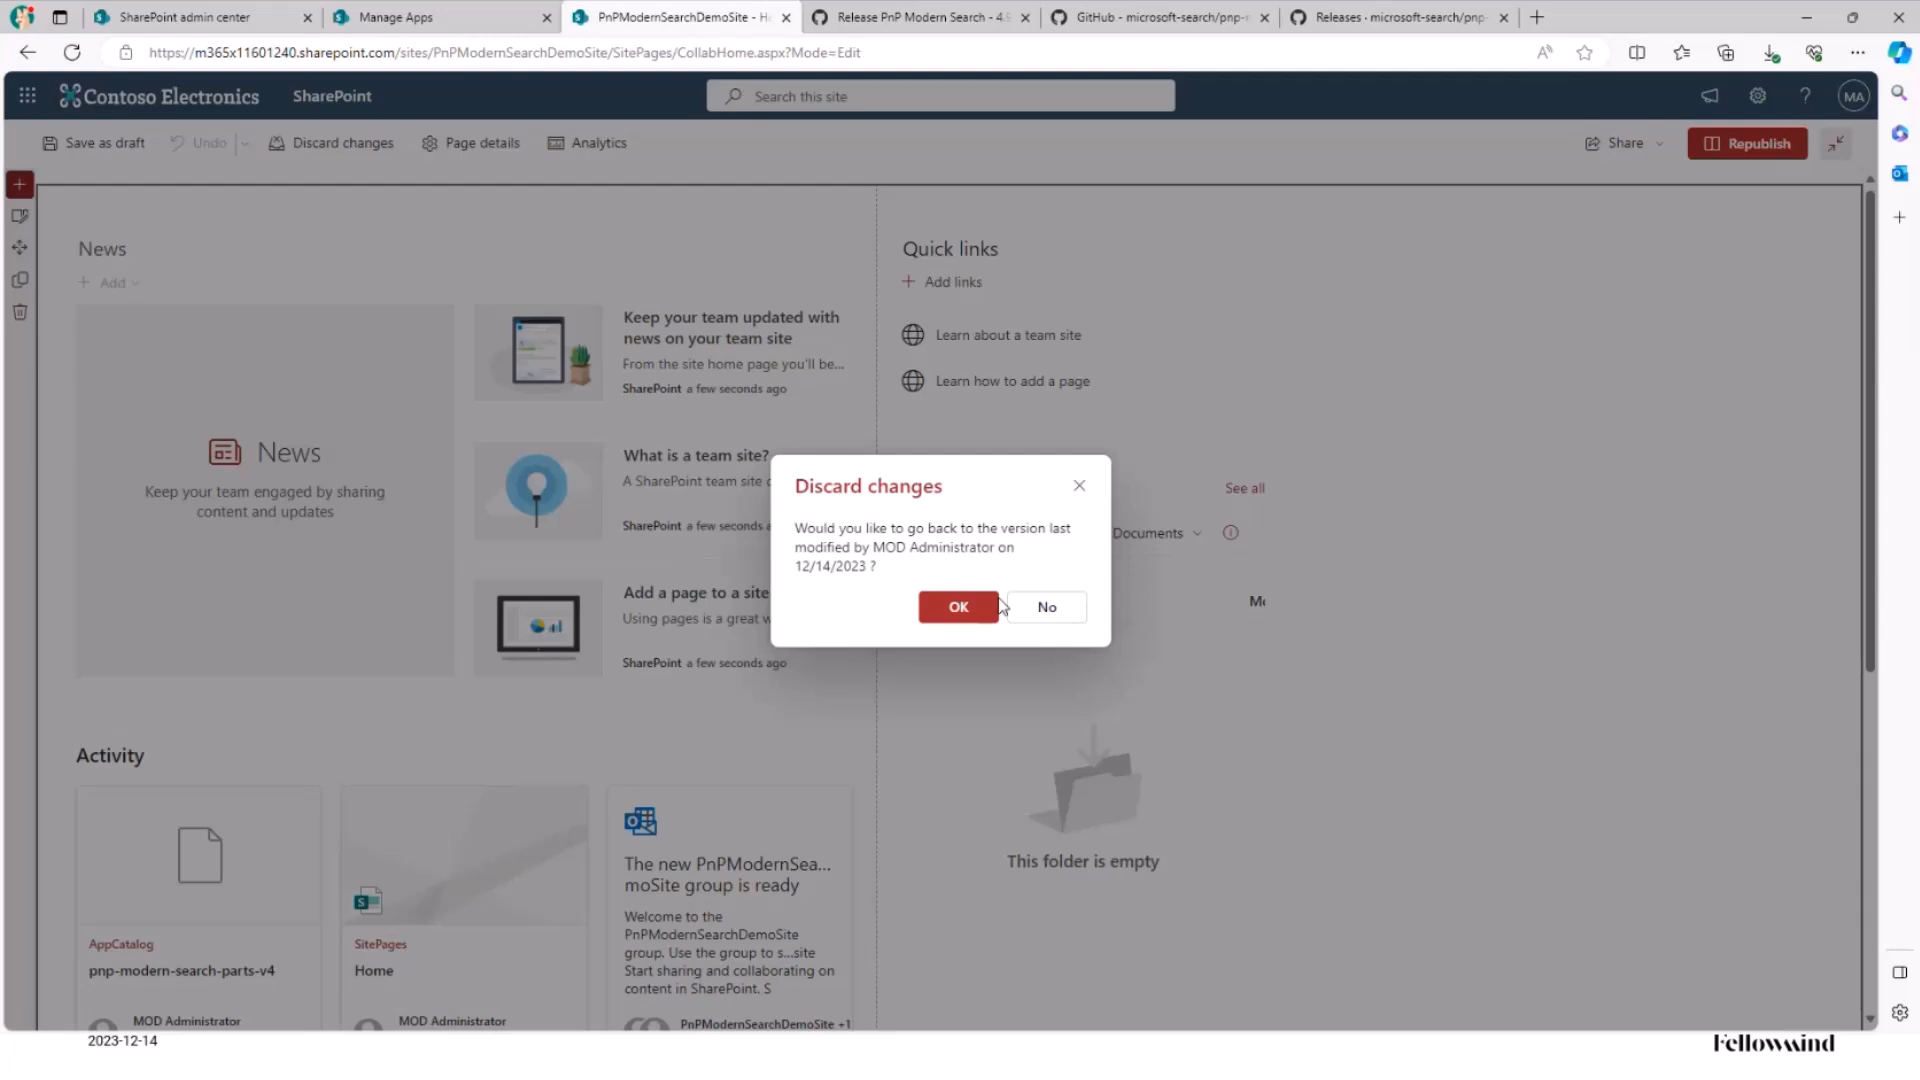 SharePoint admin center
Manage Apps
PnPModernSearchDemoSite - H
Release PnP Modern Search - 4.9
GitHub - microsoft-search/pnp-
Releases · microsoft-search/pnp-
https://m365x11601240.sharepoint.com/sites/PnPModernSearchDemoSite/SitePages/CollabHome.aspx?Mode=Edit
Contoso Electronics
SharePoint
Search this site
MA
Save as draft
Undo
Discard changes
Page details
Analytics
Share
Republish
News
Add
News
Keep your team engaged by sharing
content and updates
Keep your team updated with
news on your team site
From the site home page you'll be...
SharePoint a few seconds ago
What is a team site?
A SharePoint team site
SharePoint a few seconds a
Add a page to a site
Using pages is a great w
SharePoint a few seconds ago
Quick links
Add links
Learn about a team site
Learn how to add a page
See all
Documents
Mo
Discard changes
Would you like to go back to the version last
modified by MOD Administrator on
12/14/2023 ?
OK
No
This folder is empty
Activity
AppCatalog
pnp-modern-search-parts-v4
MOD Administrator
SitePages
Home
MOD Administrator
The new PnPModernSea...
moSite group is ready
Welcome to the
PnPModernSearchDemoSite
group. Use the group to s...site
Start sharing and collaborating on
content in SharePoint. S
PnPModernSearchDemoSite +1
2023-12-14
Fellowmind